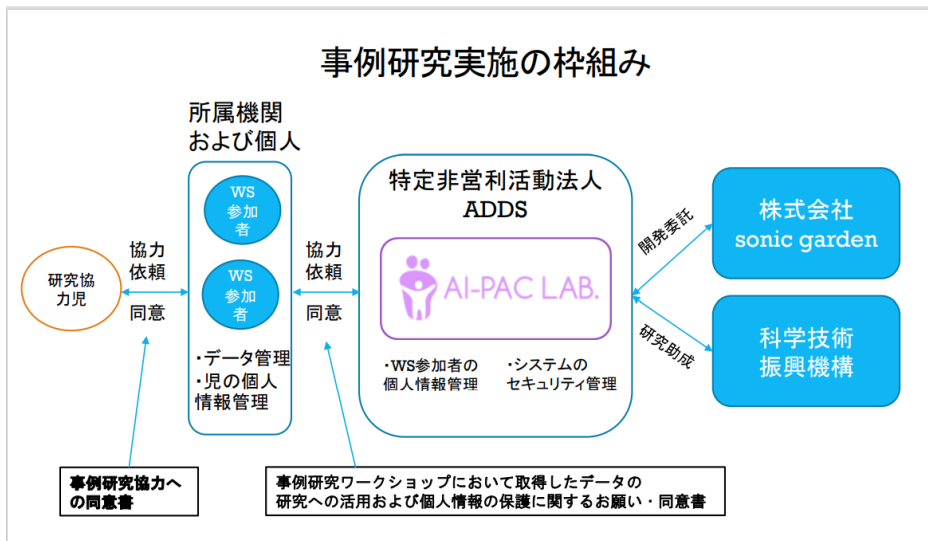 事例研究実施の枠組み
所属機関
および個人
WS
参加
者
WS
参加
者
・データ管理
・児の個人
情報管理
研究協
力児
協力
依頼
同意
協力
依頼
同意
特定非営利活動法人
ADDS
AI-PAC LAB.
・WS参加者の
個人情報管理
・システムの
セキュリティ管理
開発委託
研究助成
株式会社
sonic garden
科学技術
振興機構
事例研究協力へ
の同意書
事例研究ワークショップにおいて取得したデータの
研究への活用および個人情報の保護に関するお願い・同意書